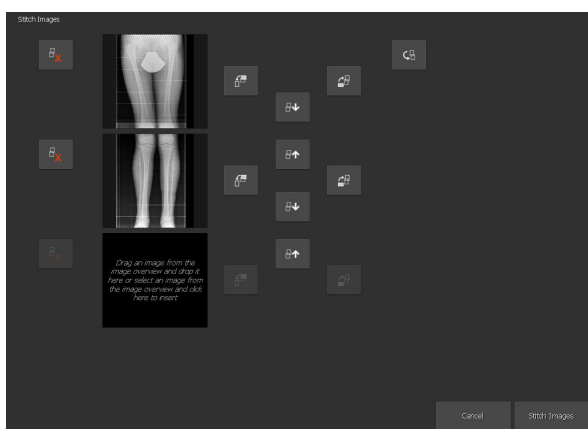 Stitch Images
Drag an image from the
image overview and drop it
here or select an image from
the image overview and click
here to insert
Cancel
Stitch Images